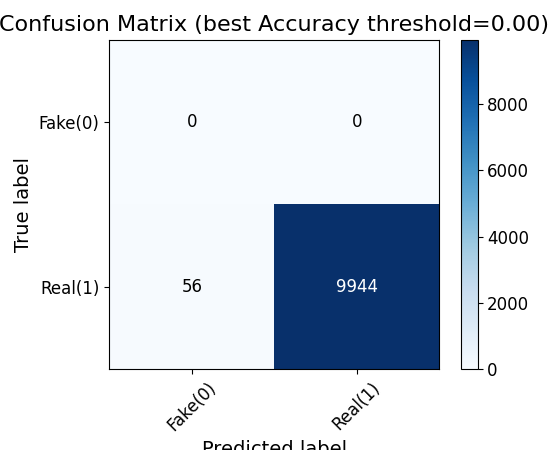 Confusion Matrix (best Accuracy threshold=0.00)
True label
Fake(0)
0 0
Real(1)
56 9944
Fake(0)
Real(1)
Predicted label
8000
6000
4000
2000
0